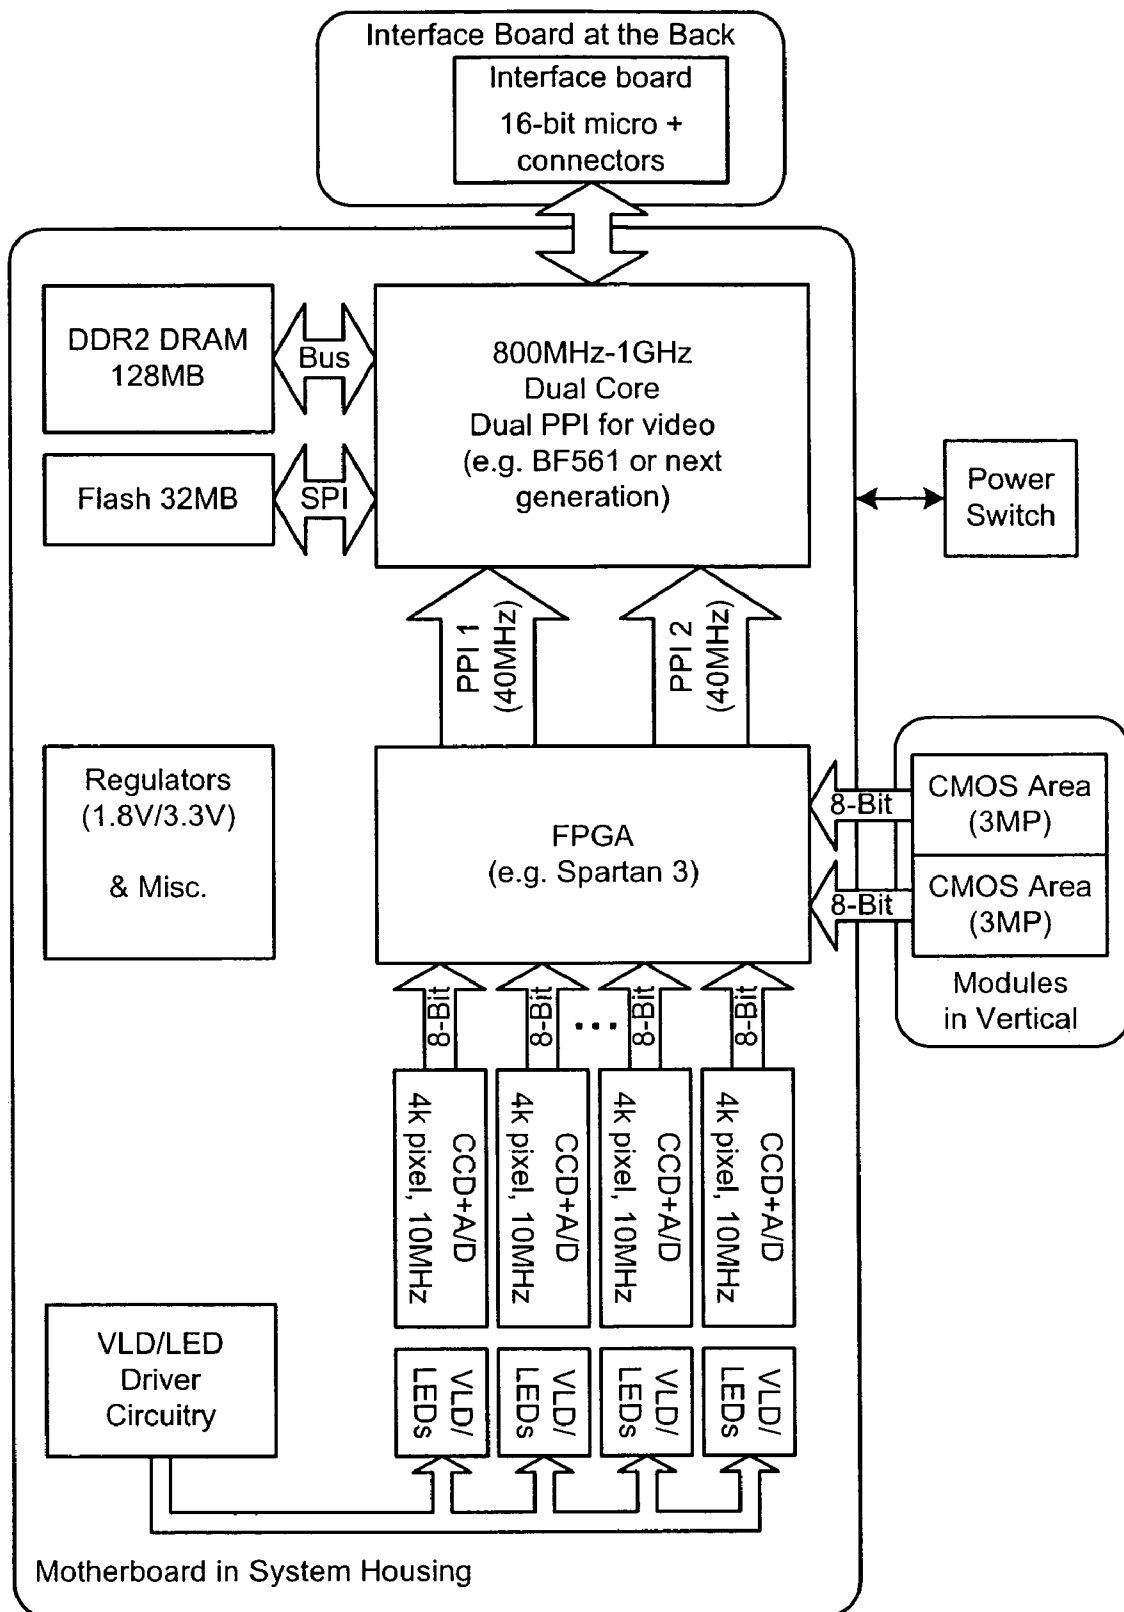 Interface Board at the Back
Interface board
16-bit micro +
connectors
DDR2 DRAM
128MB
Bus
800MHz-1GHz
Dual Core
Dual PPI for video
(e.g. BF561 or next
generation)
Flash 32MB
SPI
Power
Switch
PPI 1
(40MHz)
PPI 2
(40MHz)
Regulators
(1.8V/3.3V)
& Misc.
FPGA
(e.g. Spartan 3)
8-Bit
CMOS Area
(3MP)
8-Bit
CMOS Area
(3MP)
Modules
in Vertical
8-Bit
8-Bit
...
8-Bit
8-Bit
CCD+A/D
4k pixel, 10MHz
CCD+A/D
4k pixel, 10MHz
CCD+A/D
4k pixel, 10MHz
CCD+A/D
4k pixel, 10MHz
VLD/LED
Driver
Circuitry
VLD/
LEDs
VLD/
LEDs
VLD/
LEDs
VLD/
LEDs
Motherboard in System Housing